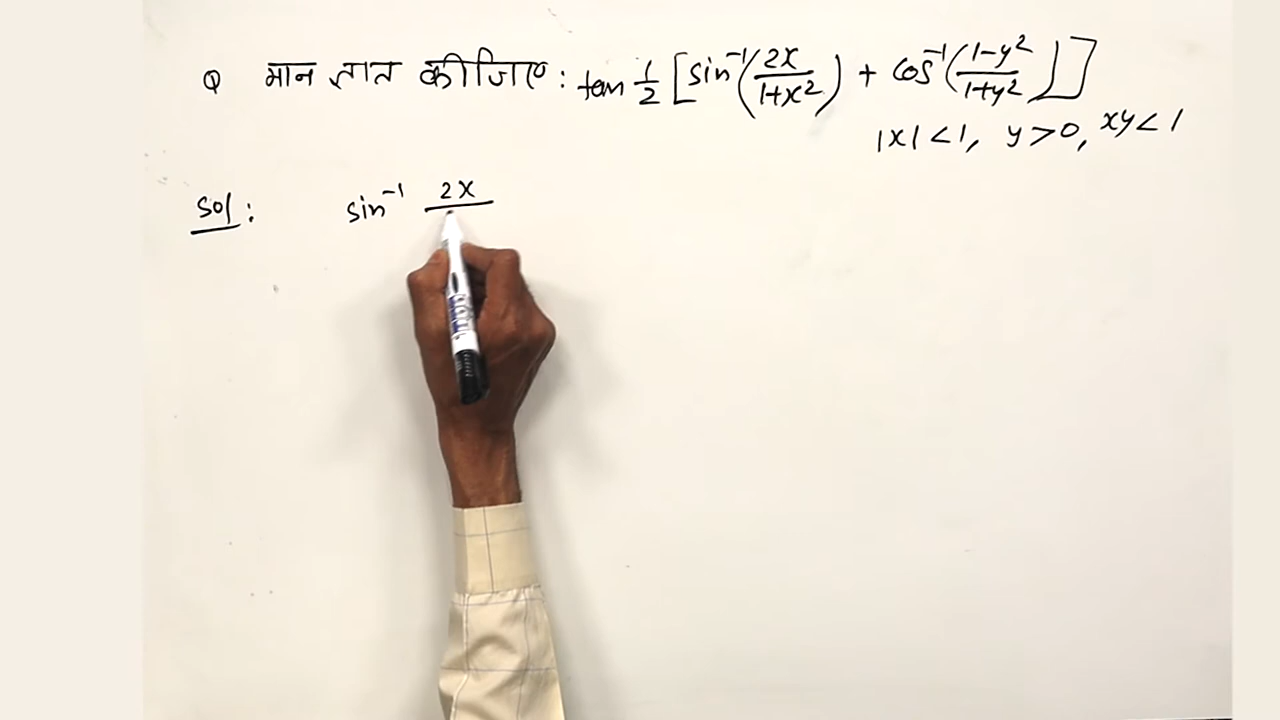 Q मान ज्ञात कीजिए : tan 1/2 [sin⁻¹(2x/1+x²) + cos⁻¹(1-y²/1+y²)]
|x| < 1, y > 0, xy < 1
Sol : sin⁻¹ 2x